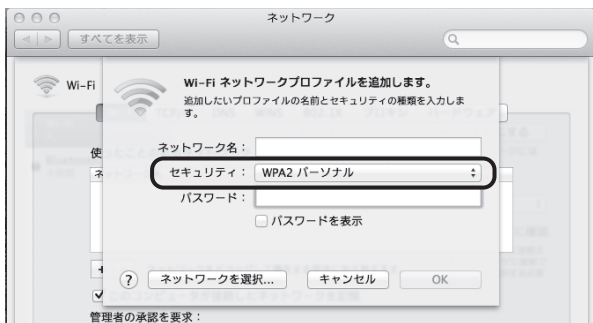 ネットワーク
すべてを表示
Wi-Fi
Wi-Fi ネットワークプロファイルを追加します。
追加したいプロファイルの名前とセキュリティの種類を入力しま
す。
ネットワーク名：
セキュリティ： WPA2 パーソナル
パスワード：
パスワードを表示
? ネットワークを選択... キャンセル OK
管理者の承認を要求：